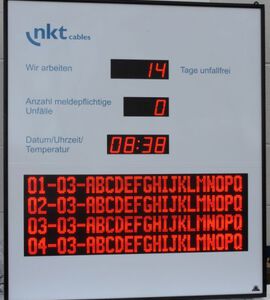 nkt cables
Wir arbeiten 14 Tage unfallfrei
Anzahl meldepflichtige
Unfälle 0
Datum/Uhrzeit/
Temperatur 08:38
01-03-ABCDEFGHIJKLMNOPQ
02-03-ABCDEFGHIJKLMNOPQ
03-03-ABCDEFGHIJKLMNOPQ
04-03-ABCDEFGHIJKLMNOPQ